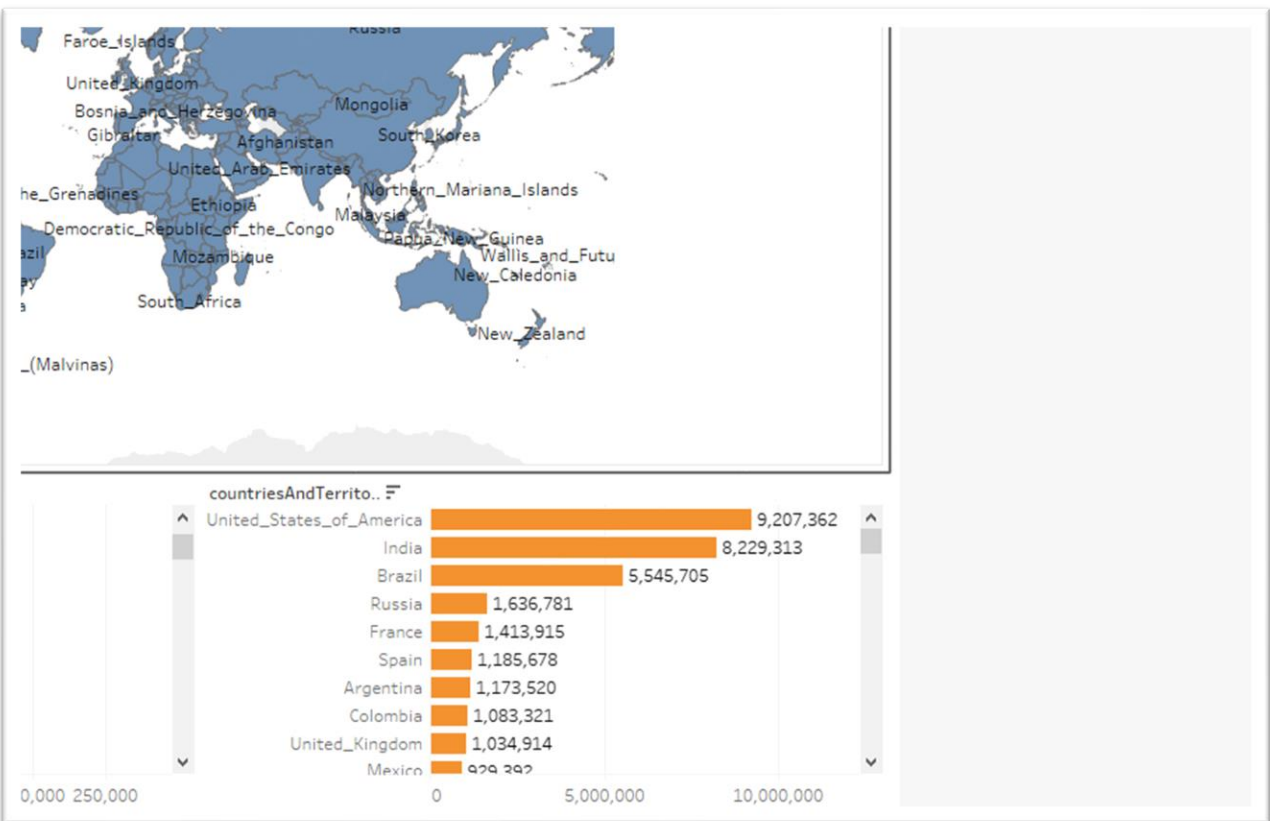 Russia
Faroe_Islands
United_Kingdom
Bosnia_and_Herzegovina
Mongolia
Gibraltar
Afghanistan
South_Korea
United_Arab_Emirates
he_Grenadines
Northern_Mariana_Islands
Ethiopia
Malaysia
Democratic_Republic_of_the_Congo
Papua_New_Guinea
azil
Mozambique
Wallis_and_Futu
New_Caledonia
ay
South_Africa
a
New_Zealand
_(Malvinas)
countriesAndTerrito..
United_States_of_America 9,207,362
India 8,229,313
Brazil 5,545,705
Russia 1,636,781
France 1,413,915
Spain 1,185,678
Argentina 1,173,520
Colombia 1,083,321
United_Kingdom 1,034,914
Mexico 929,392
0,000 250,000 0 5,000,000 10,000,000